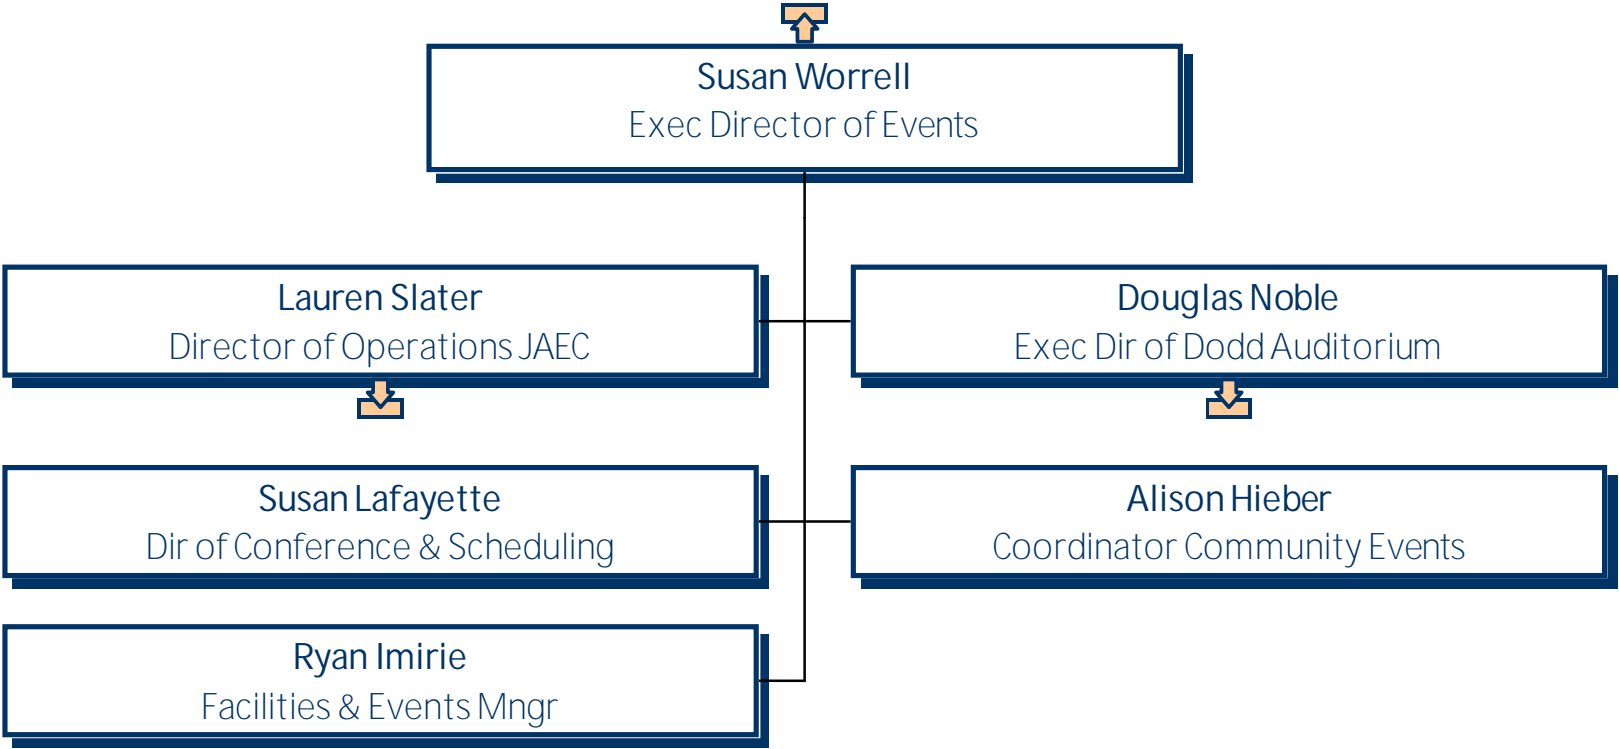 Susan Worrell
Exec Director of Events
Lauren Slater
Director of Operations JAEC
Douglas Noble
Exec Dir of Dodd Auditorium
Susan Lafayette
Dir of Conference & Scheduling
Alison Hieber
Coordinator Community Events
Ryan Imirie
Facilities & Events Mngr